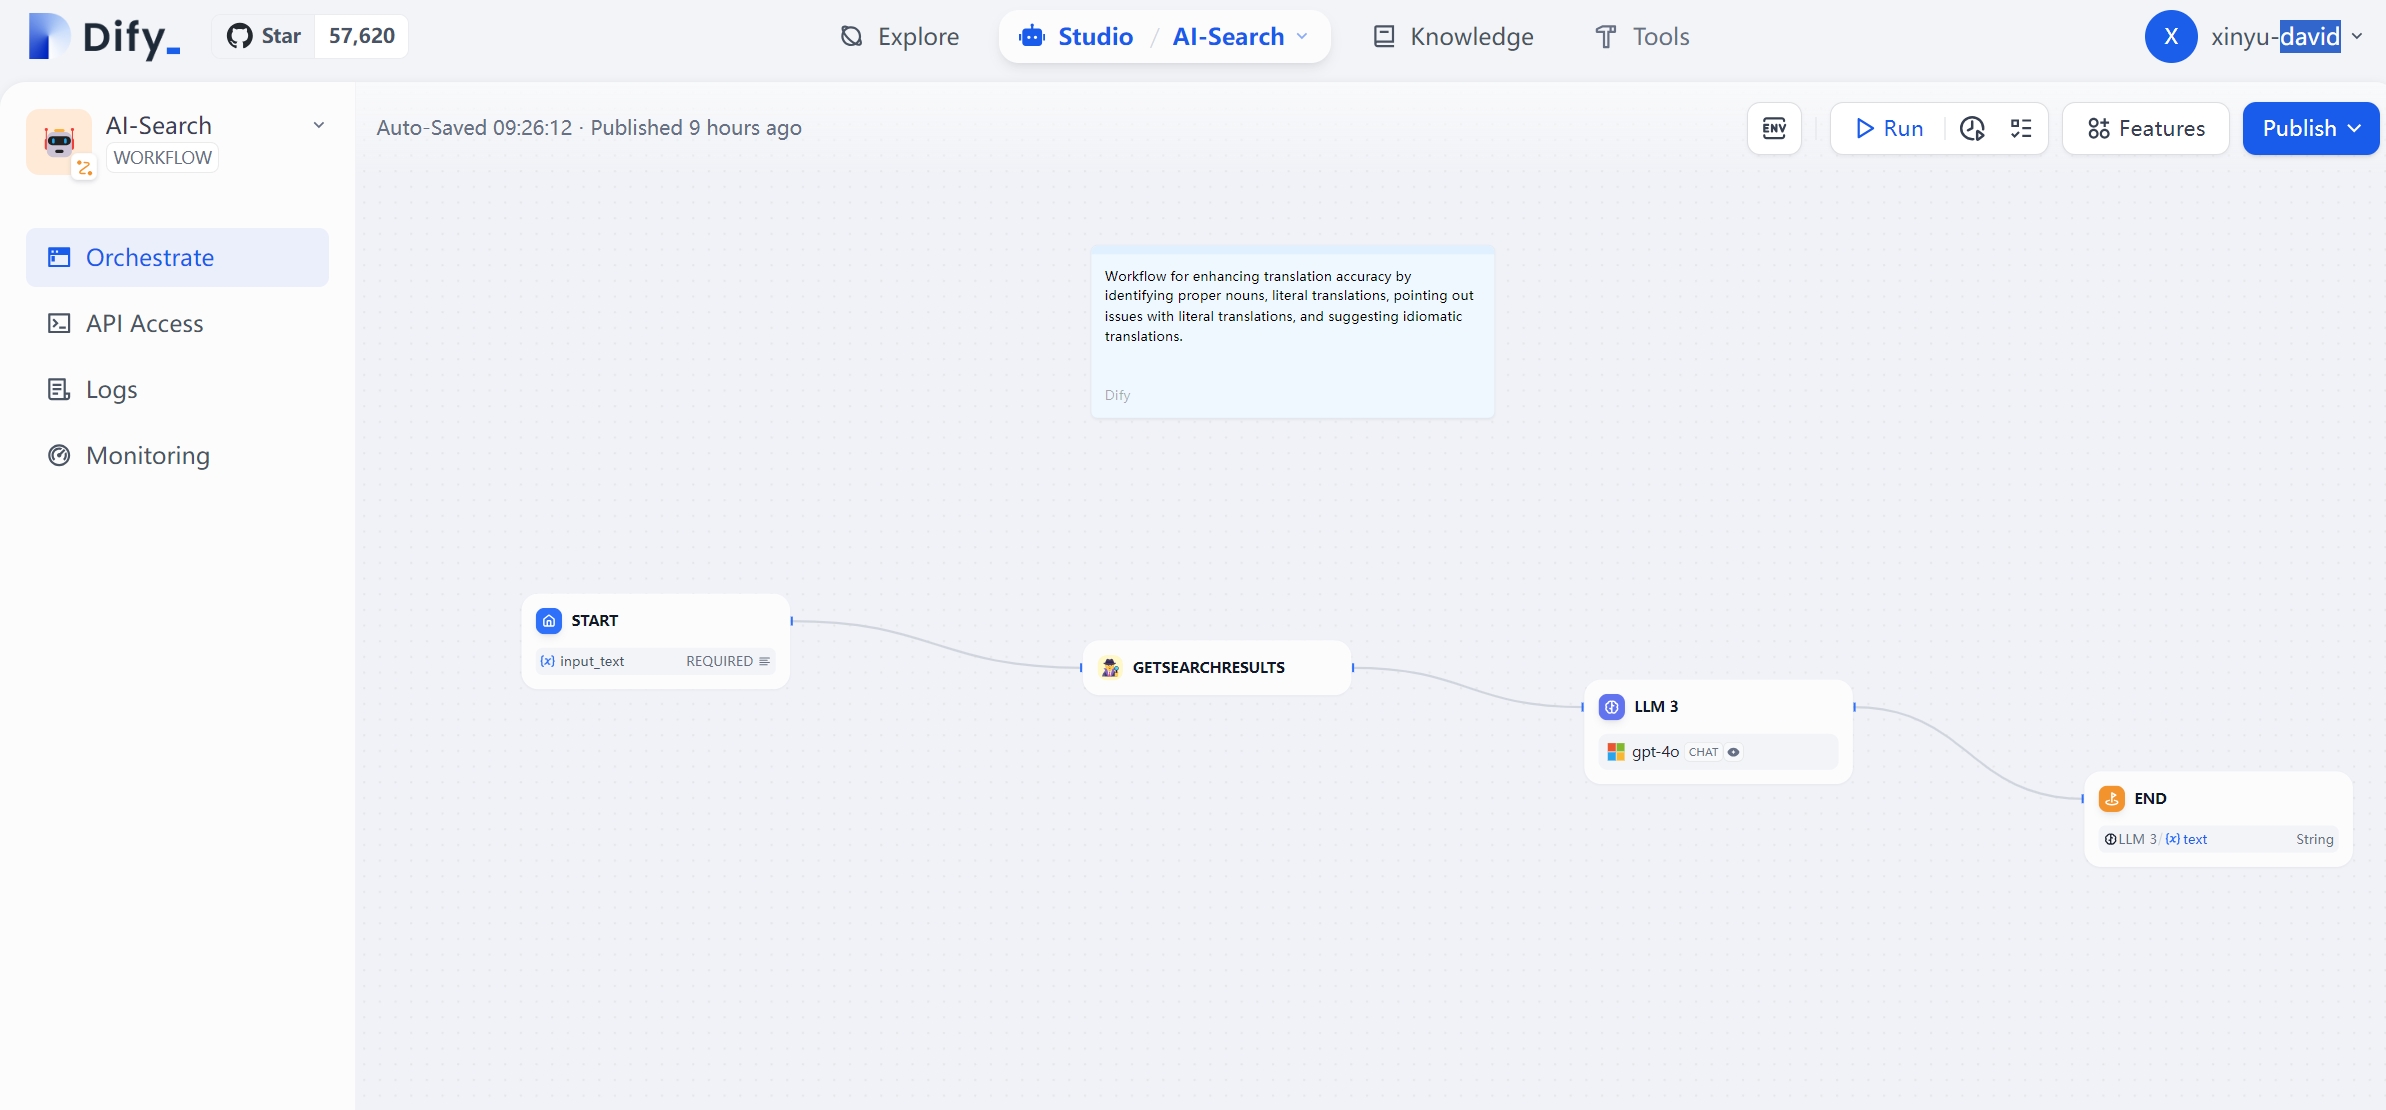 Dify_
Star 57,620
Explore
Studio / AI-Search
Knowledge
Tools
X xinyu-david
AI-Search
WORKFLOW
Orchestrate
API Access
Logs
Monitoring
Auto-Saved 09:26:12 · Published 9 hours ago
ENV
Run
Features
Publish
Workflow for enhancing translation accuracy by
identifying proper nouns, literal translations, pointing out
issues with literal translations, and suggesting idiomatic
translations.
Dify
START
{x} input_text REQUIRED
GETSEARCHRESULTS
LLM 3
gpt-4o CHAT
END
LLM 3/{x} text String